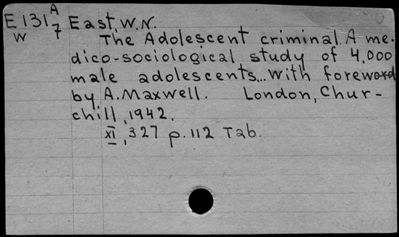 E131 A/7 East, W.N.
W
The Adolescent criminal. A me-
dico-sociological study of 4,000
male adolescents... With foreword
by A. Maxwell. London, Chur-
chill, 1942.
XI, 327 p. 112 Tab.